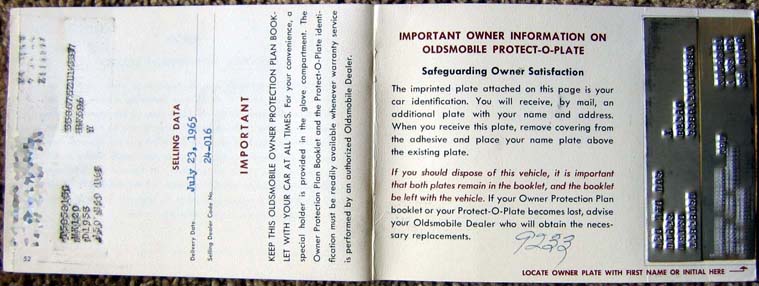 SELLING DATA
Delivery Date July 23, 1965
Selling Dealer Code No. 24-016
IMPORTANT
KEEP THIS OLDSMOBILE OWNER PROTECTION PLAN BOOK-
LET WITH YOUR CAR AT ALL TIMES. For your convenience, a
special holder is provided in the glove compartment. The
Owner Protection Plan Booklet and the Protect-O-Plate identi-
fication must be readily available whenever warranty service
is performed by an authorized Oldsmobile Dealer.
52
IMPORTANT OWNER INFORMATION ON
OLDSMOBILE PROTECT-O-PLATE
Safeguarding Owner Satisfaction
The imprinted plate attached on this page is your
car identification. You will receive, by mail, an
additional plate with your name and address.
When you receive this plate, remove covering from
the adhesive and place your name plate above
the existing plate.
If you should dispose of this vehicle, it is important
that both plates remain in the booklet, and the booklet
be left with the vehicle. If your Owner Protection Plan
booklet or your Protect-O-Plate becomes lost, advise
your Oldsmobile Dealer who will obtain the neces-
sary replacements.
9233
LOCATE OWNER PLATE WITH FIRST NAME OR INITIAL HERE